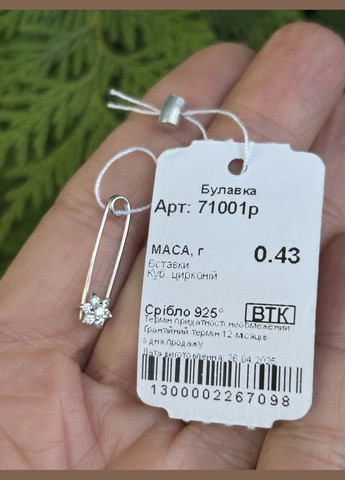 Булавка
Арт: 71001р
МАСА, г 0.43
Вставки
Куб. цирконій
Срібло 925° ВТК
Термін придатності необмежений
Грантійний термін 12 місяців
з дня продажу
Дата виготовлення 26.04.2025
1300002267098